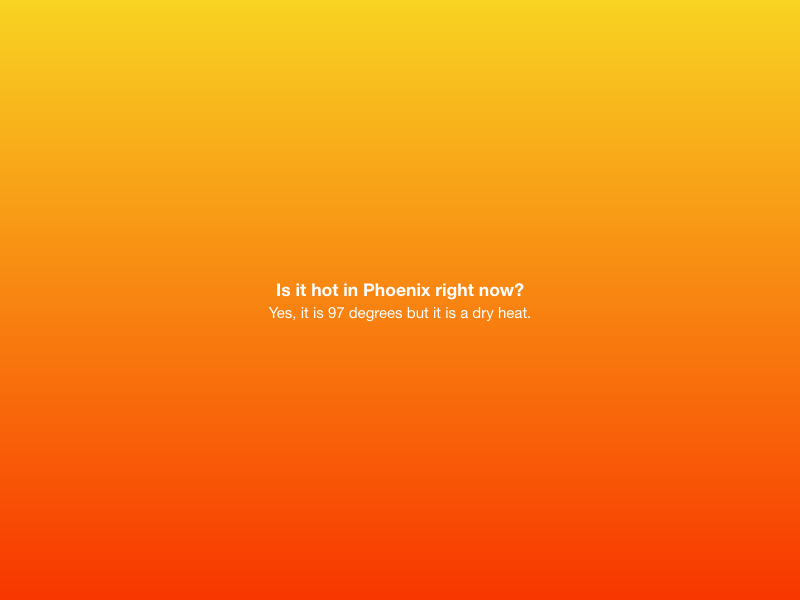 Is it hot in Phoenix right now?
Yes, it is 97 degrees but it is a dry heat.